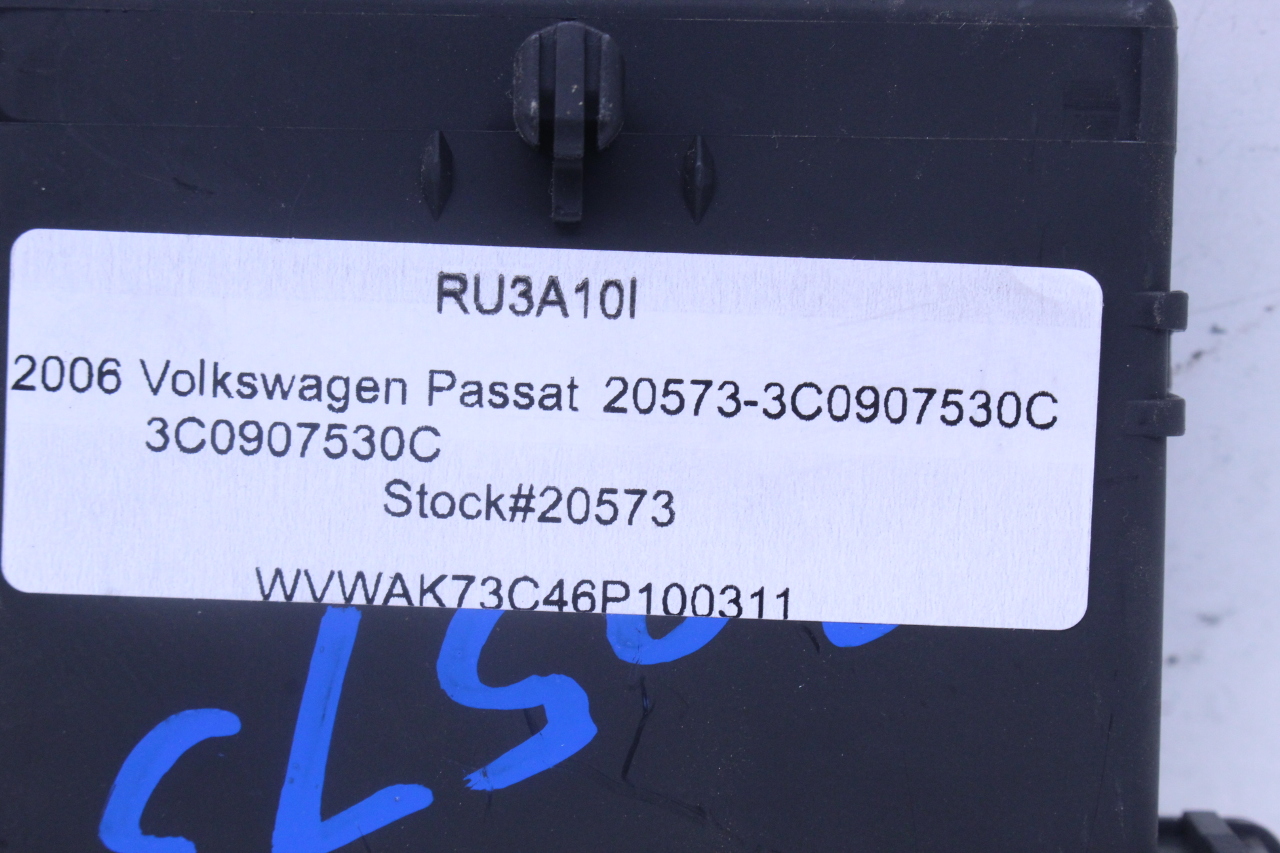 RU3A10I
2006 Volkswagen Passat 20573-3C0907530C
3C0907530C
Stock#20573
WVWAK73C46P100311